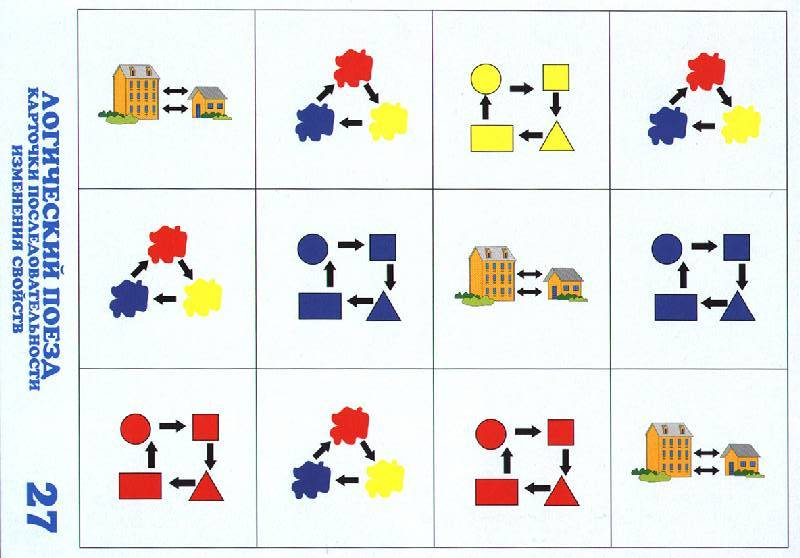 ЛОГИЧЕСКИЙ ПОЕЗД
КАРТОЧКИ ПОСЛЕДОВАТЕЛЬНОСТИ
ИЗМЕНЕНИЯ СВОЙСТВ
27